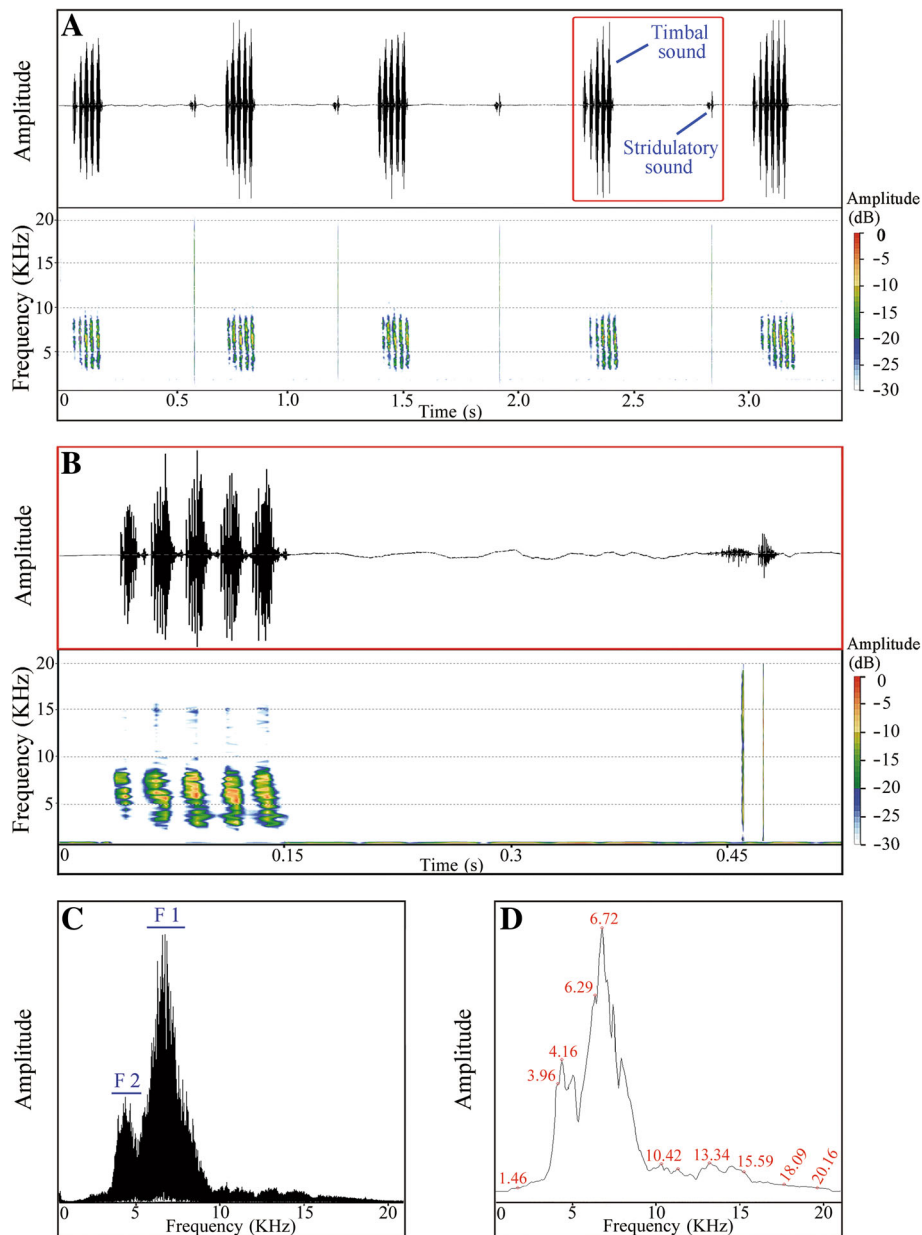 A
Amplitude
Timbal
sound
Stridulatory
sound
Frequency (KHz)
20
15
10
5
0
0.5
1.0
1.5
2.0
2.5
3.0
Time (s)
Amplitude
(dB)
0
-5
-10
-15
-20
-25
-30
B
Amplitude
Frequency (KHz)
20
15
10
5
0
0.15
0.3
0.45
Time (s)
Amplitude
(dB)
0
-5
-10
-15
-20
-25
-30
C
F 1
F 2
Amplitude
0
5
10
15
20
Frequency (KHz)
D
6.72
6.29
4.16
3.96
1.46
10.42
13.34
15.59
18.09
20.16
Amplitude
0
5
10
15
20
Frequency (KHz)